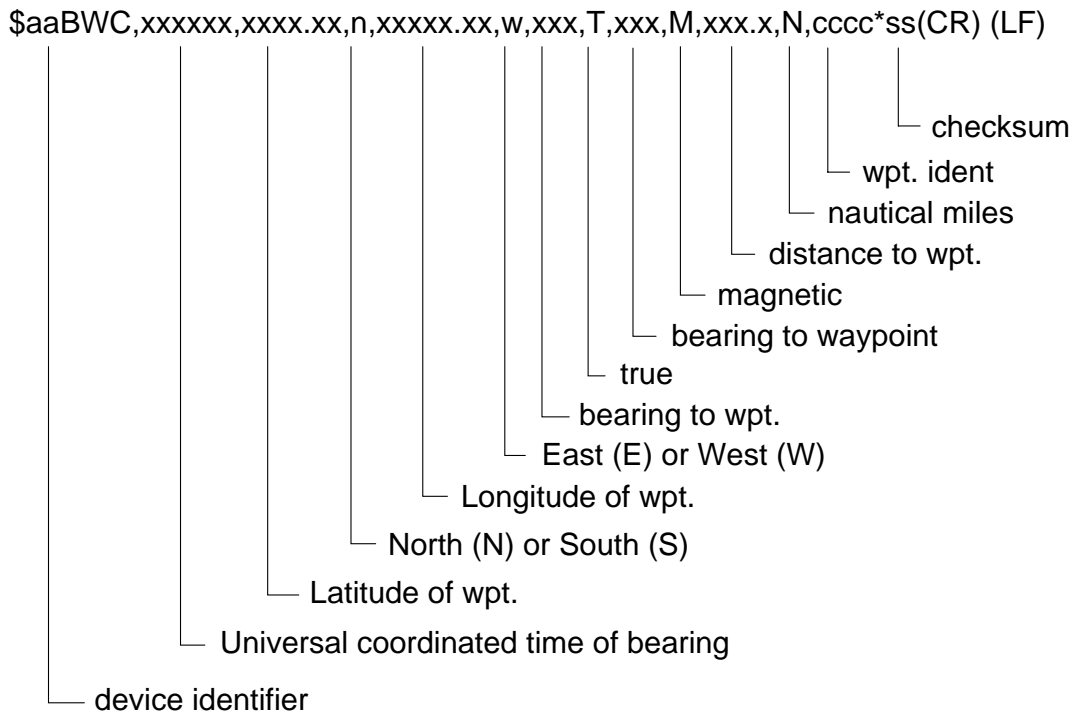 $aaBWC,xxxxxx,xxxx.xx,n,xxxxx.xx,w,xxx,T,xxx,M,xxx.x,N,cccc*ss(CR) (LF)
checksum
wpt. ident
nautical miles
distance to wpt.
magnetic
bearing to waypoint
true
bearing to wpt.
East (E) or West (W)
Longitude of wpt.
North (N) or South (S)
Latitude of wpt.
Universal coordinated time of bearing
device identifier